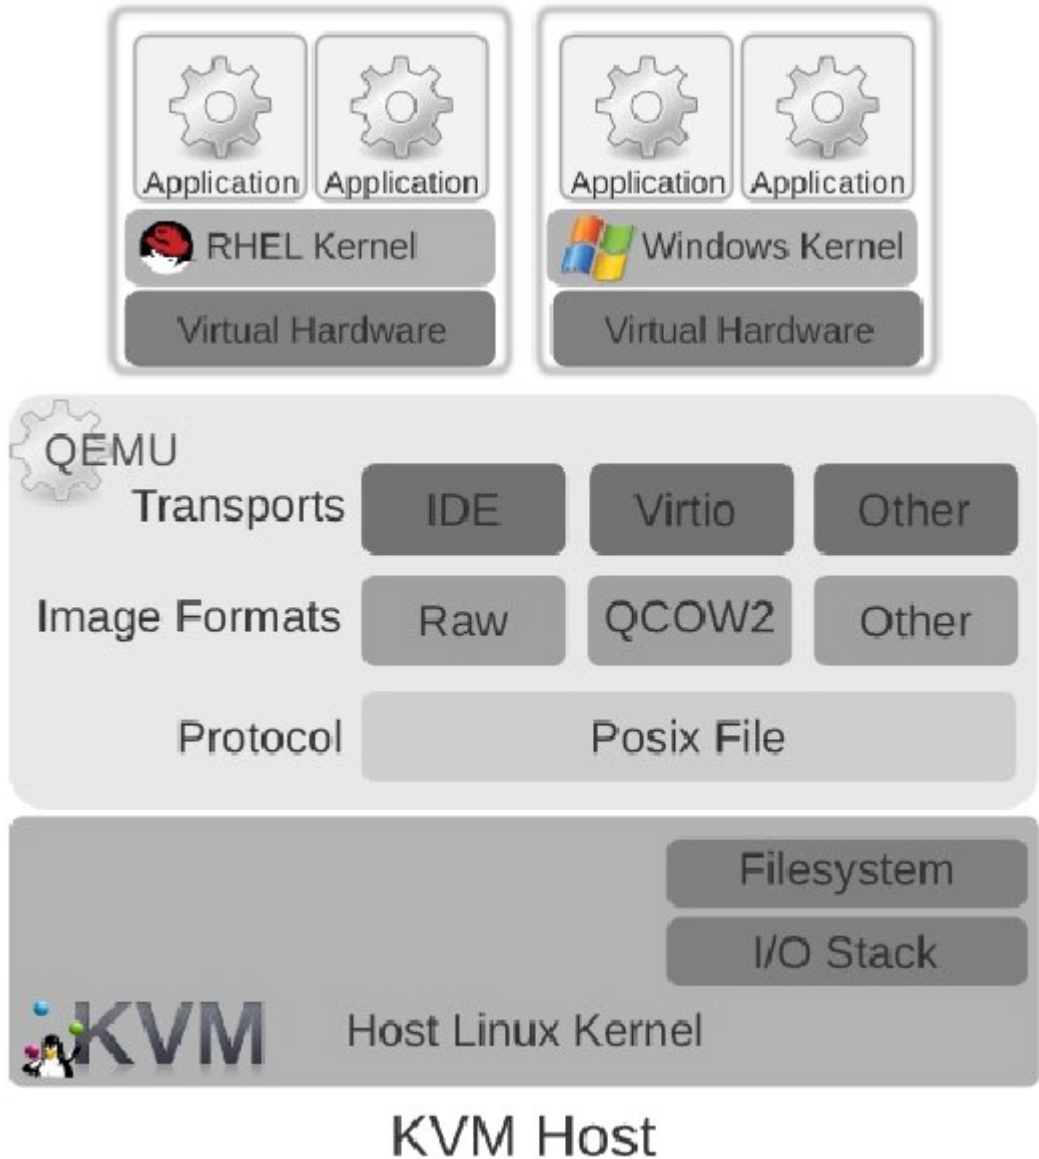 Application Application Application Application
RHEL Kernel Windows Kernel
Virtual Hardware Virtual Hardware
QEMU
Transports IDE Virtio Other
Image Formats Raw QCOW2 Other
Protocol Posix File
Filesystem
I/O Stack
KVM Host Linux Kernel
KVM Host